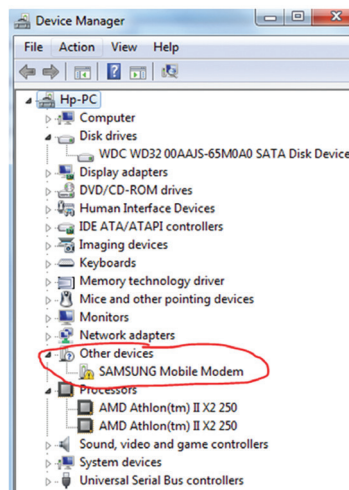 Device Manager
File Action View Help
Hp-PC
Computer
Disk drives
WDC WD32 00AAJS-65M0A0 SATA Disk Device
Display adapters
DVD/CD-ROM drives
Human Interface Devices
IDE ATA/ATAPI controllers
Imaging devices
Keyboards
Memory technology driver
Mice and other pointing devices
Monitors
Network adapters
Other devices
SAMSUNG Mobile Modem
Processors
AMD Athlon(tm) II X2 250
AMD Athlon(tm) II X2 250
Sound, video and game controllers
System devices
Universal Serial Bus controllers